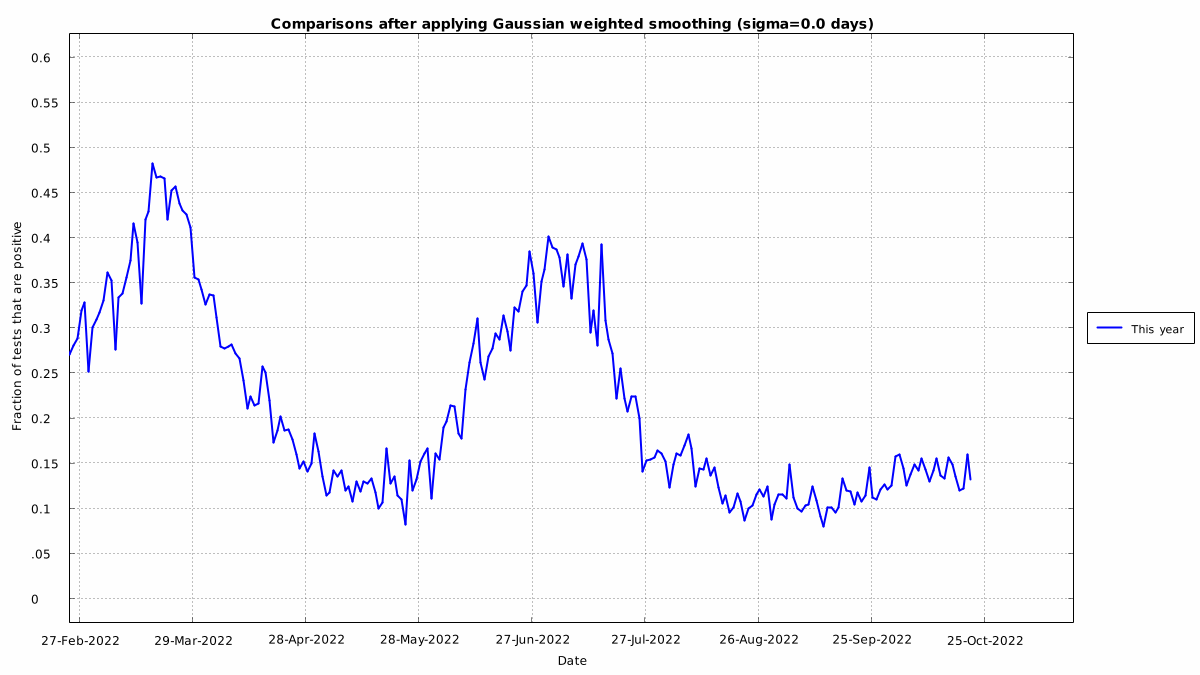 Comparisons after applying Gaussian weighted smoothing (sigma=0.0 days)
0.6
0.55
0.5
0.45
0.4
0.35
0.3
0.25
0.2
0.15
0.1
.05
0
Fraction of tests that are positive
This year
27-Feb-2022 29-Mar-2022 28-Apr-2022 28-May-2022 27-Jun-2022 27-Jul-2022 26-Aug-2022 25-Sep-2022 25-Oct-2022
Date